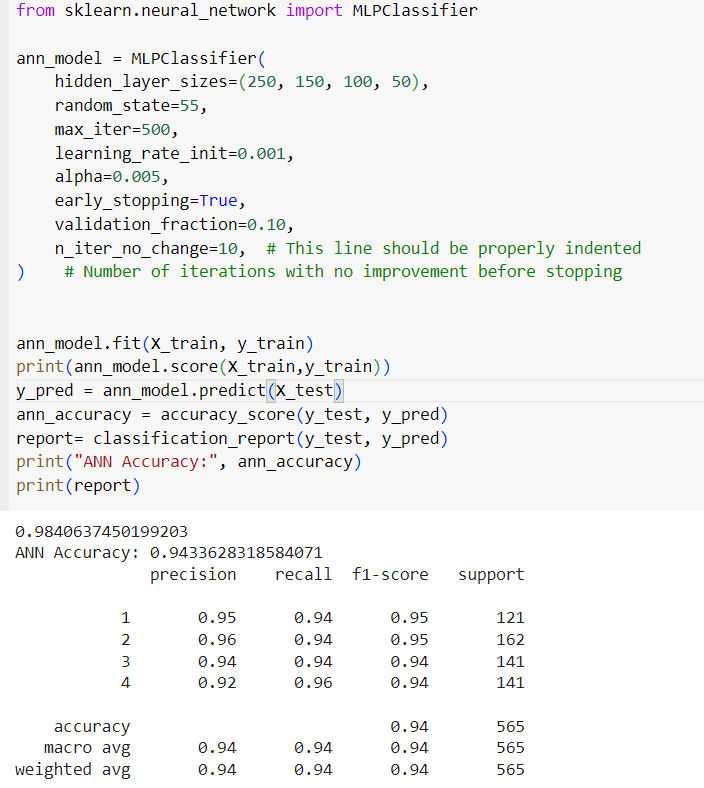 from sklearn.neural_network import MLPClassifier
ann_model = MLPClassifier(
    hidden_layer_sizes=(250, 150, 100, 50),
    random_state=55,
    max_iter=500,
    learning_rate_init=0.001,
    alpha=0.005,
    early_stopping=True,
    validation_fraction=0.10,
    n_iter_no_change=10,  # This line should be properly indented
)    # Number of iterations with no improvement before stopping
ann_model.fit(X_train, y_train)
print(ann_model.score(X_train,y_train))
y_pred = ann_model.predict(X_test)
ann_accuracy = accuracy_score(y_test, y_pred)
report= classification_report(y_test, y_pred)
print("ANN Accuracy:", ann_accuracy)
print(report)
0.9840637450199203
ANN Accuracy: 0.9433628318584071
              precision    recall  f1-score   support
           1       0.95      0.94      0.95       121
           2       0.96      0.94      0.95       162
           3       0.94      0.94      0.94       141
           4       0.92      0.96      0.94       141
    accuracy                           0.94       565
   macro avg       0.94      0.94      0.94       565
weighted avg       0.94      0.94      0.94       565